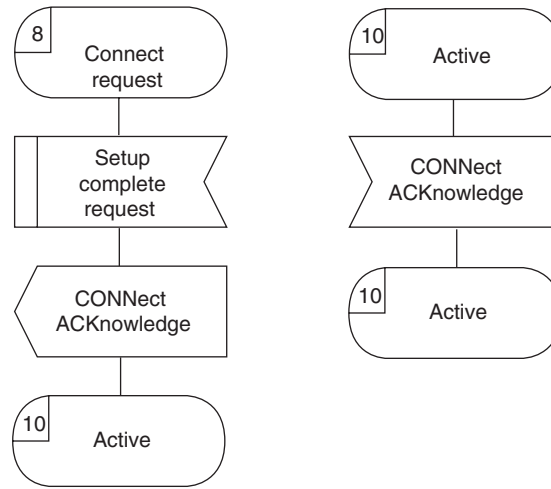 8
Connect
request
Setup
complete
request
CONNect
ACKnowledge
10
Active
10
Active
CONNect
ACKnowledge
10
Active